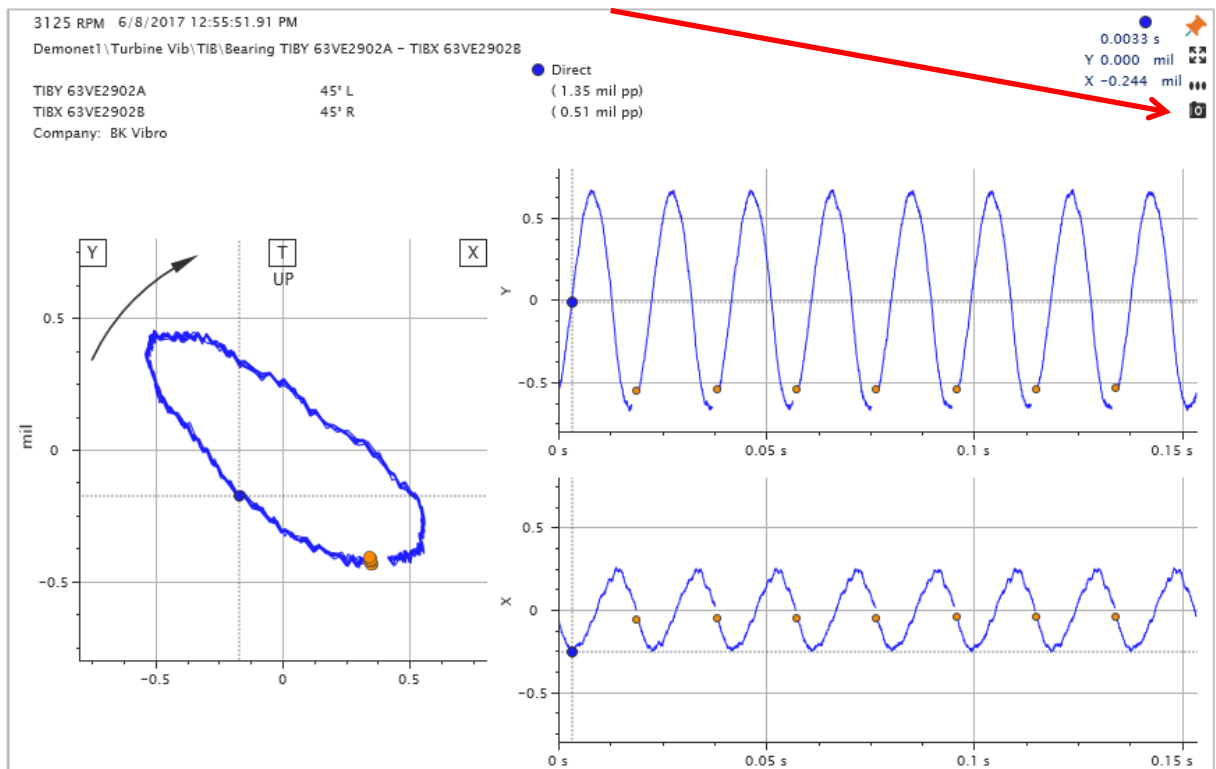 3125 RPM 6/8/2017 12:55:51.91 PM
Demonet1\Turbine Vib\TIB\Bearing TIBY 63VE2902A - TIBX 63VE2902B
TIBY 63VE2902A 45° L
TIBX 63VE2902B 45° R
Company: BK Vibro
Direct
( 1.35 mil pp)
( 0.51 mil pp)
0.0033 s
Y 0.000 mil
X -0.244 mil
Y
T
X
UP
0.5
0
-0.5
mil
-0.5 0 0.5
Y
0.5
0
-0.5
0 s 0.05 s 0.1 s 0.15 s
X
0.5
0
-0.5
0 s 0.05 s 0.1 s 0.15 s